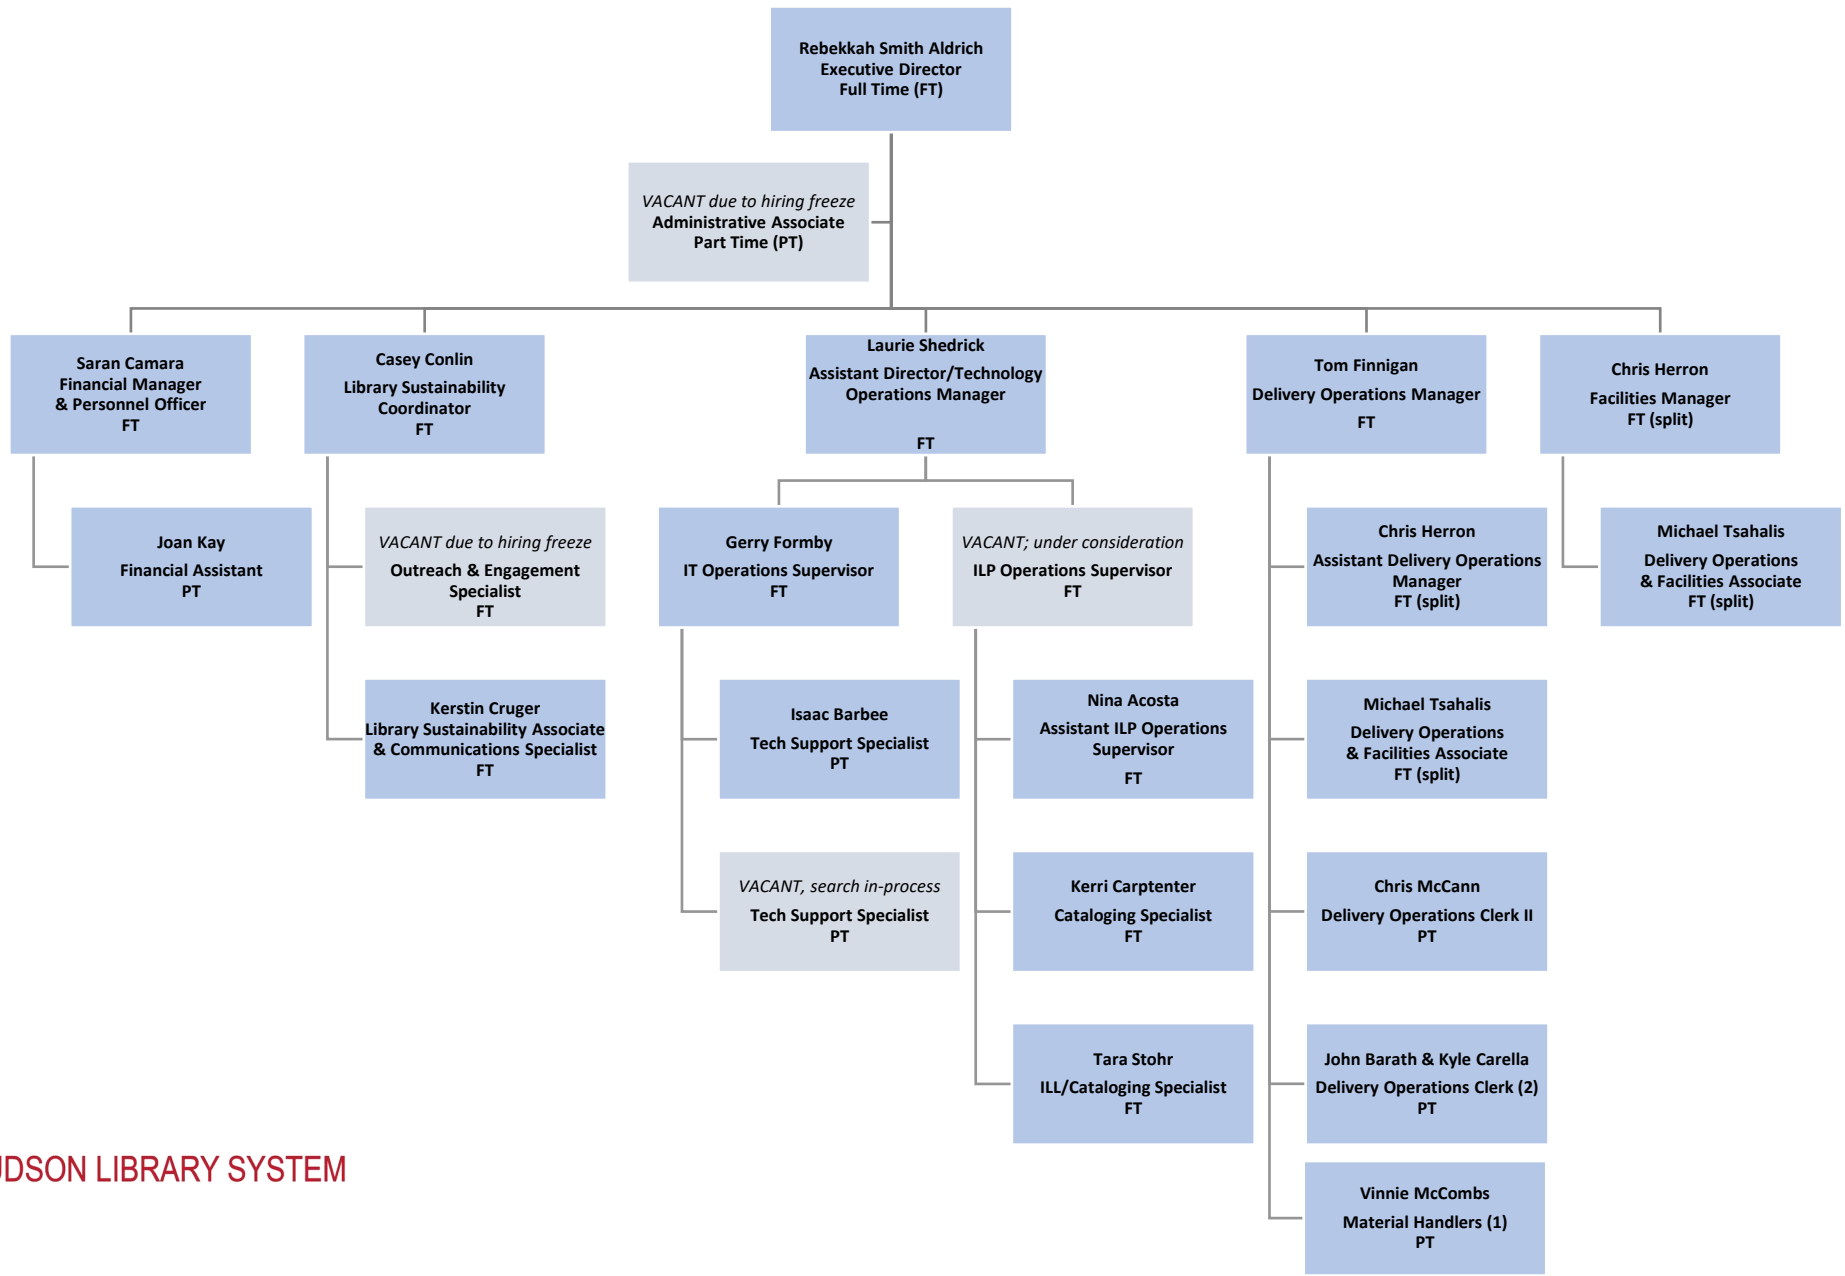 Rebekkah Smith Aldrich
Executive Director
Full Time (FT)
VACANT due to hiring freeze
Administrative Associate
Part Time (PT)
Saran Camara
Financial Manager
& Personnel Officer
FT
Joan Kay
Financial Assistant
PT
Casey Conlin
Library Sustainability
Coordinator
FT
VACANT due to hiring freeze
Outreach & Engagement
Specialist
FT
Kerstin Cruger
Library Sustainability Associate
& Communications Specialist
FT
Laurie Shedrick
Assistant Director/Technology
Operations Manager
FT
Gerry Formby
IT Operations Supervisor
FT
Isaac Barbee
Tech Support Specialist
PT
VACANT, search in-process
Tech Support Specialist
PT
VACANT; under consideration
ILP Operations Supervisor
FT
Nina Acosta
Assistant ILP Operations
Supervisor
FT
Kerri Carptenter
Cataloging Specialist
FT
Tara Stohr
ILL/Cataloging Specialist
FT
Tom Finnigan
Delivery Operations Manager
FT
Chris Herron
Assistant Delivery Operations
Manager
FT (split)
Michael Tsahalis
Delivery Operations
& Facilities Associate
FT (split)
Chris McCann
Delivery Operations Clerk II
PT
John Barath & Kyle Carella
Delivery Operations Clerk (2)
PT
Vinnie McCombs
Material Handlers (1)
PT
Chris Herron
Facilities Manager
FT (split)
Michael Tsahalis
Delivery Operations
& Facilities Associate
FT (split)
UDSON LIBRARY SYSTEM